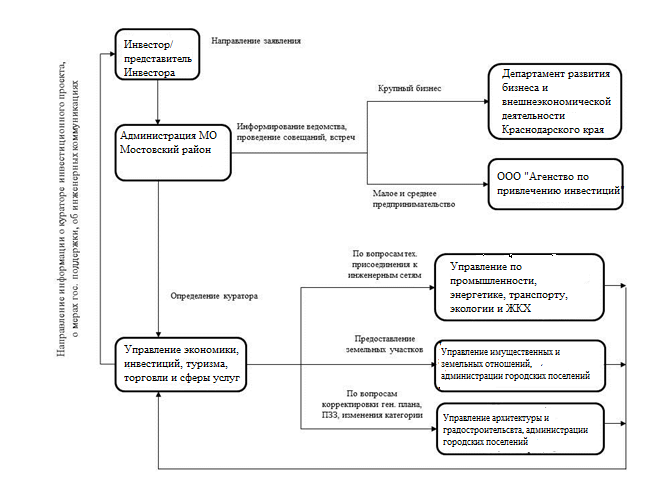 Инвестор/
представитель
Инвестора
Направление заявления
Администрация МО
Мостовский район
Информирование ведомства,
проведение совещаний, встреч
Крупный бизнес
Департамент развития
бизнеса и
внешнеэкономической
деятельности
Краснодарского края
Малое и среднее
предпринимательство
ООО "Агенство по
привлечению инвестиций"
Направление информации о кураторе инвестиционного проекта,
о мерах гос. поддержки, об инженерных коммуникациях
Определение куратора
Управление экономики,
инвестиций, туризма,
торговли и сферы услуг
По вопросам тех.
присоединения к
инженерным сетям
Управление по
промышленности,
энергетике, транспорту,
экологии и ЖКХ
Предоставление
земельных участков
Управление имущественных и
земельных отношений,
администрации городских поселений
По вопросам
корректировки ген. плана,
ПЗЗ, изменения категории
Управление архитектуры и
градостроительсвта, администрации
городских поселений